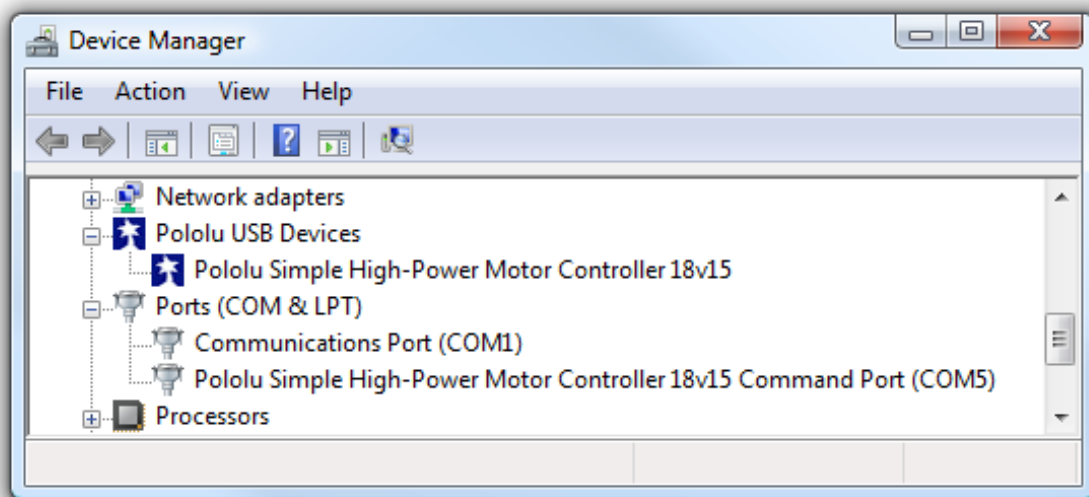 Device Manager
File Action View Help
Network adapters
Pololu USB Devices
Pololu Simple High-Power Motor Controller 18v15
Ports (COM & LPT)
Communications Port (COM1)
Pololu Simple High-Power Motor Controller 18v15 Command Port (COM5)
Processors